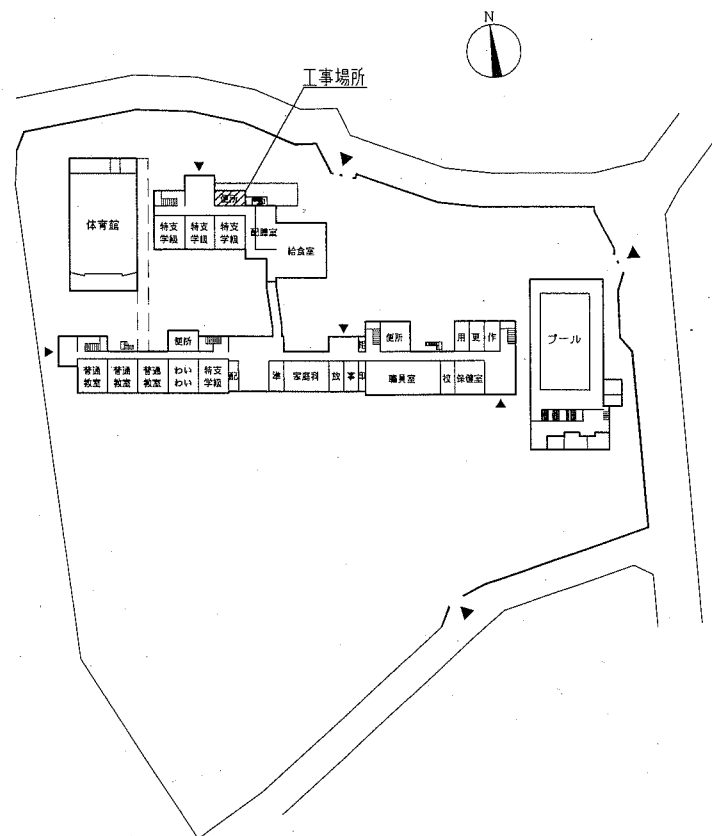 N
工事場所
便所
体育館
特支
学級
特支
学級
特支
学級
配膳室
給食室
便所
便所
用
更
作
プール
普通
教室
普通
教室
普通
教室
わい
わい
特支
学級
配
準
家庭科
放
事
印
職員室
校
保健室